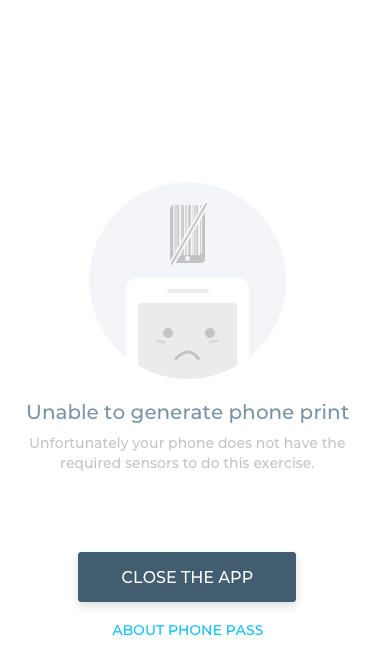 Unable to generate phone print
Unfortunately your phone does not have the
required sensors to do this exercise.
CLOSE THE APP
ABOUT PHONE PASS